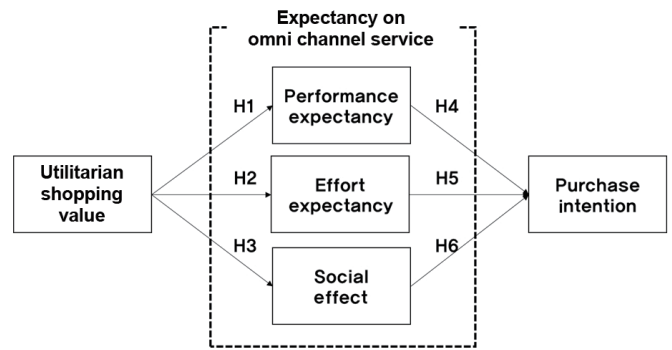 Expectancy on
omni channel service
H1
Performance
expectancy
H4
Utilitarian
shopping
value
H2
Effort
expectancy
H5
Purchase
intention
H3
Social
effect
H6